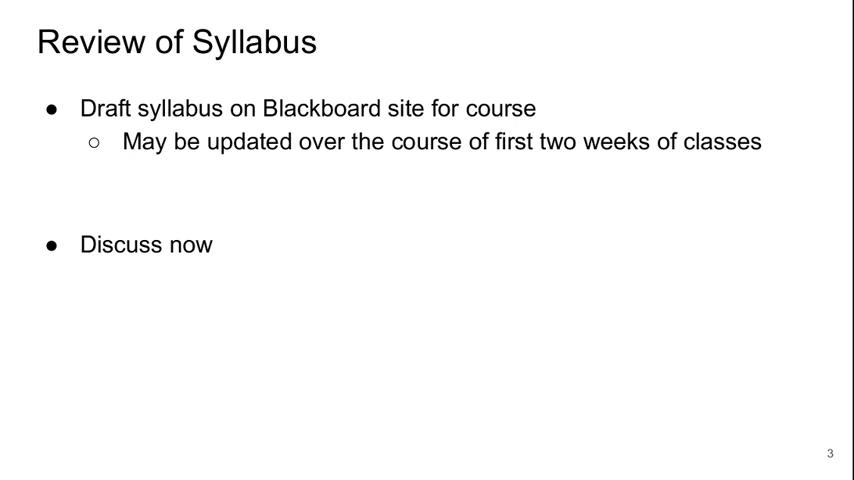 Review of Syllabus
● Draft syllabus on Blackboard site for course
○ May be updated over the course of first two weeks of classes
● Discuss now
3